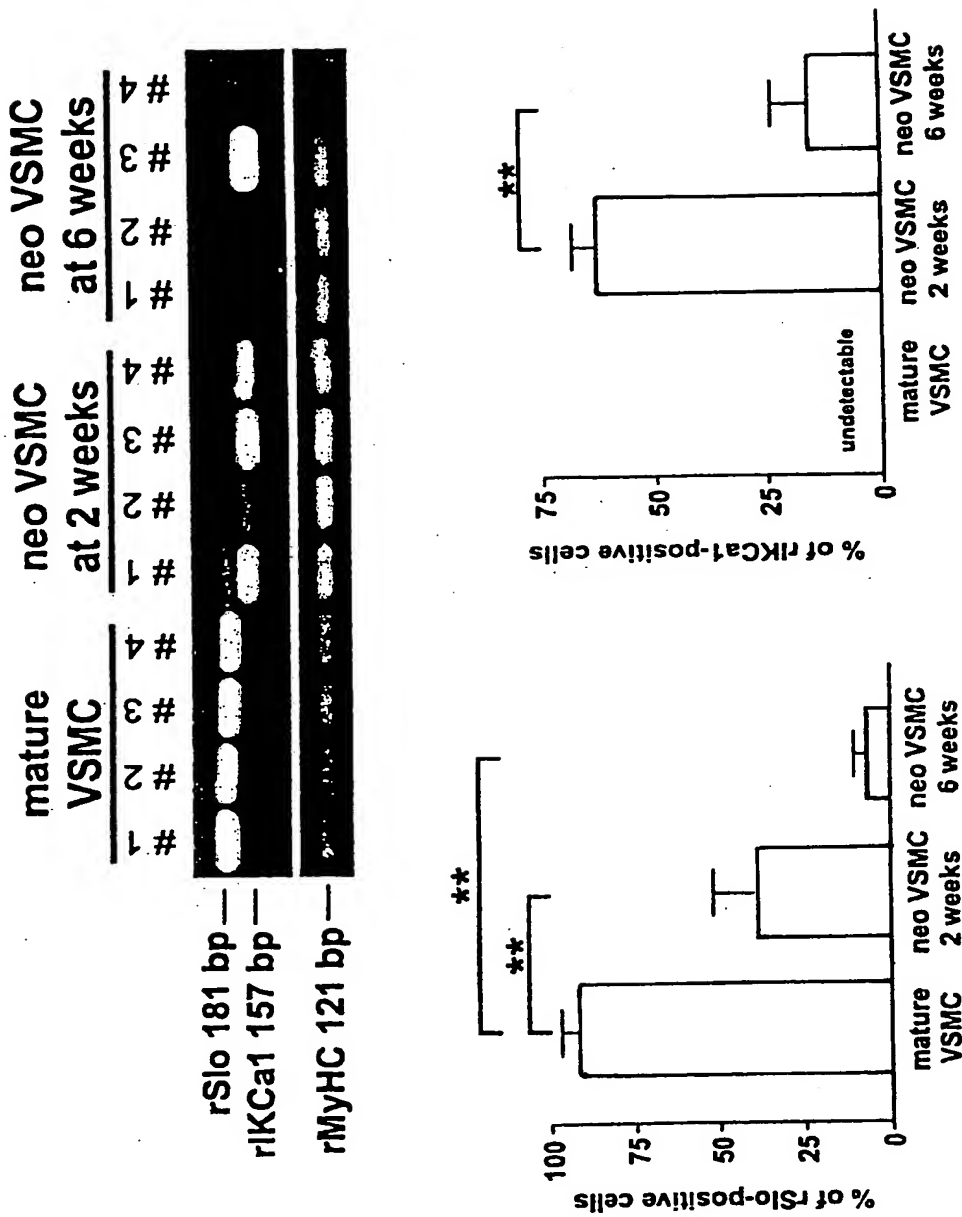 mature VSMC
neo VSMC at 2 weeks
neo VSMC at 6 weeks
# 1 # 2 # 3 # 4 # 1 # 2 # 3 # 4 # 1 # 2 # 3 # 4
rSlo 181 bp
rIKCa1 157 bp
rMyHC 121 bp
% of rSlo-positive cells
100
75
50
25
0
**
**
mature VSMC
neo VSMC 2 weeks
neo VSMC 6 weeks
% of rIKCa1-positive cells
75
50
25
0
**
undetectable
mature VSMC
neo VSMC 2 weeks
neo VSMC 6 weeks